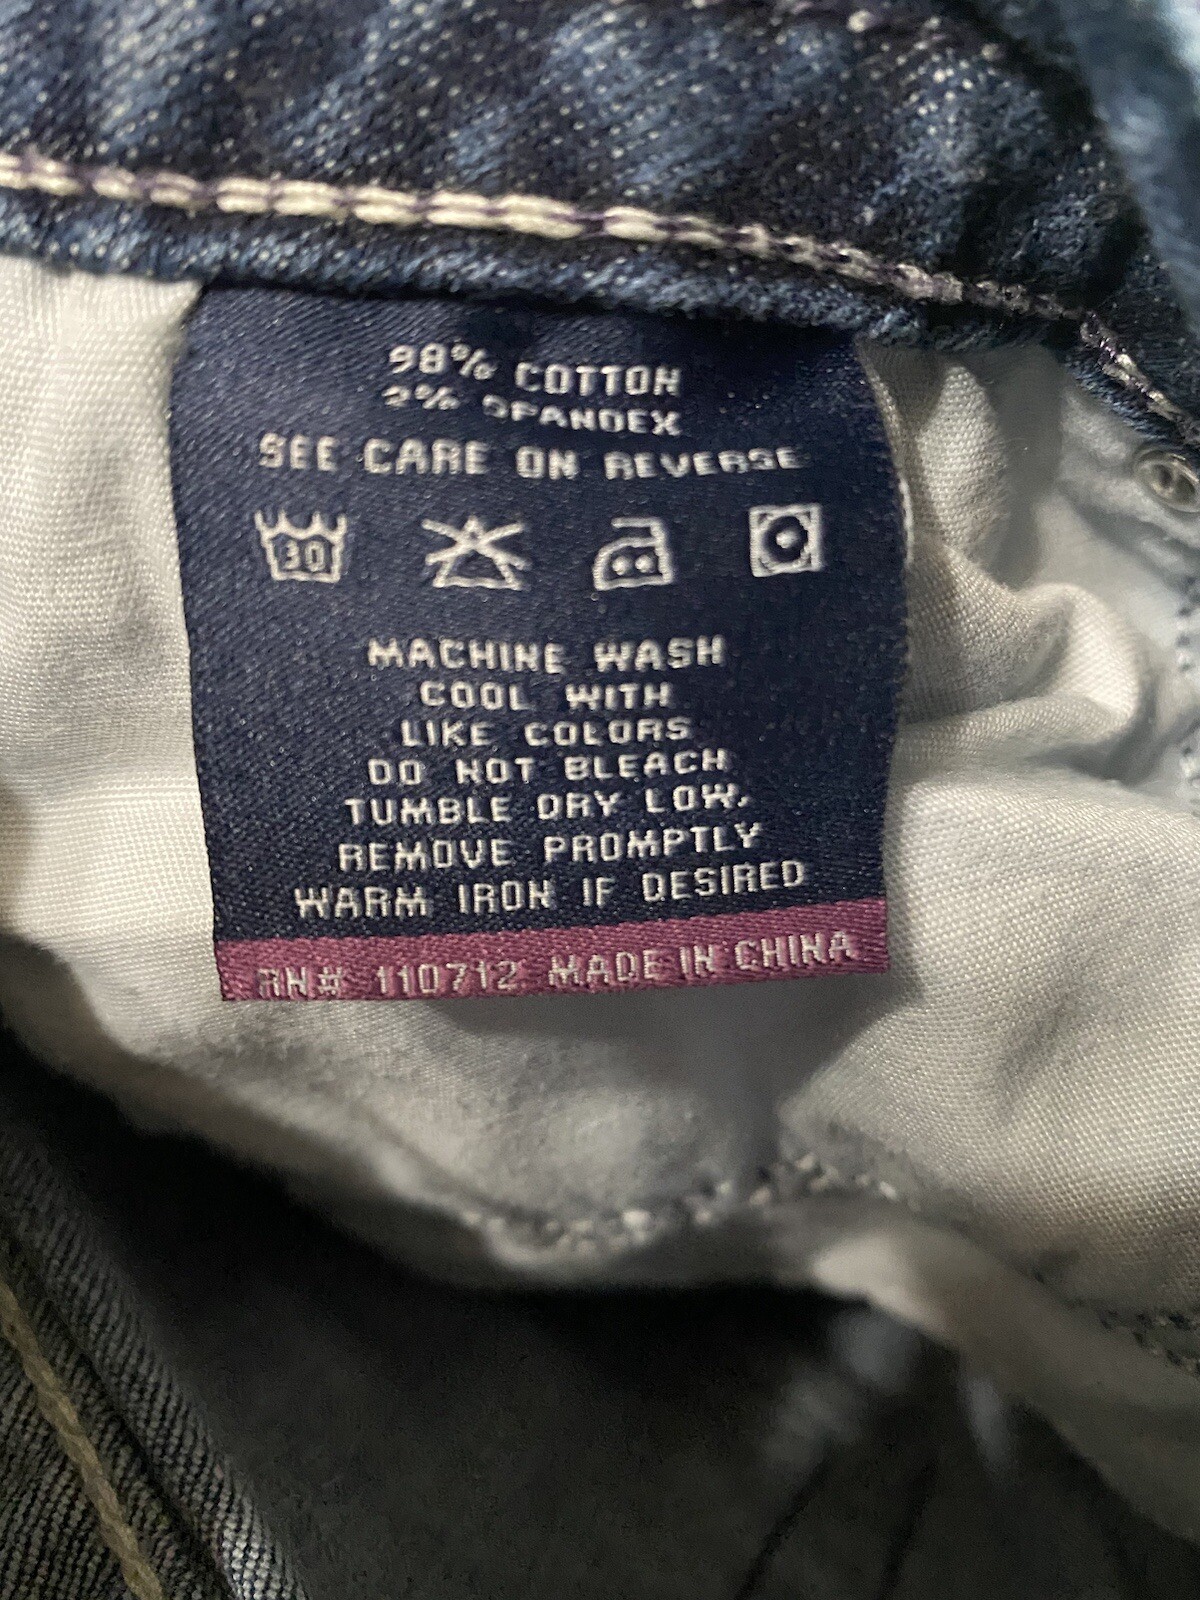 98% COTTON
2% SPANDEX
SEE CARE ON REVERSE
30
MACHINE WASH
COOL WITH
LIKE COLORS
DO NOT BLEACH
TUMBLE DRY LOW,
REMOVE PROMPTLY
WARM IRON IF DESIRED
RN# 110712 MADE IN CHINA